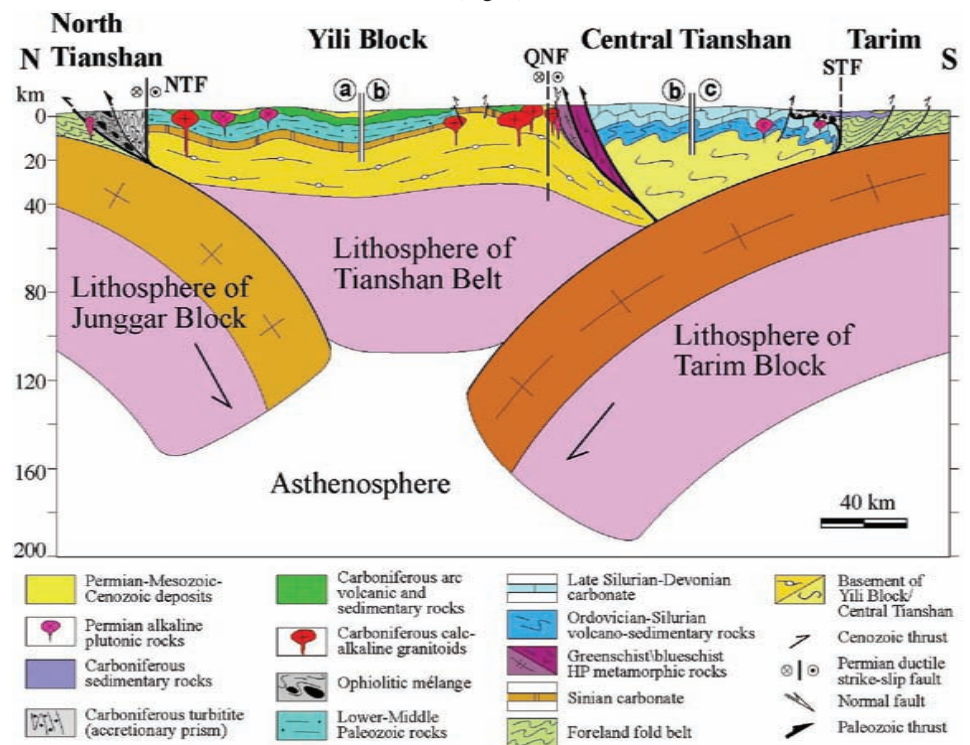 North
Tianshan
Yili Block
Central Tianshan
Tarim
N
S
QNF
NTF
STF
km
a b
b c
0
20
40
80
120
160
200
Lithosphere of
Tianshan Belt
Lithosphere of
Junggar Block
Lithosphere of
Tarim Block
Asthenosphere
40 km
Permian-Mesozoic-
Cenozoic deposits
Permian alkaline
plutonic rocks
Carboniferous
sedimentary rocks
Carboniferous turbitite
(accretionary prism)
Carboniferous arc
volcanic and
sedimentary rocks
Carboniferous calc-
alkaline granitoids
Ophiolitic mélange
Lower-Middle
Paleozoic rocks
Late Silurian-Devonian
carbonate
Ordovician-Silurian
volcano-sedimentary rocks
Greenschist\blueschist
HP metamorphic rocks
Sinian carbonate
Foreland fold belt
Basement of
Yili Block/
Central Tianshan
Cenozoic thrust
Permian ductile
strike-slip fault
Normal fault
Paleozoic thrust